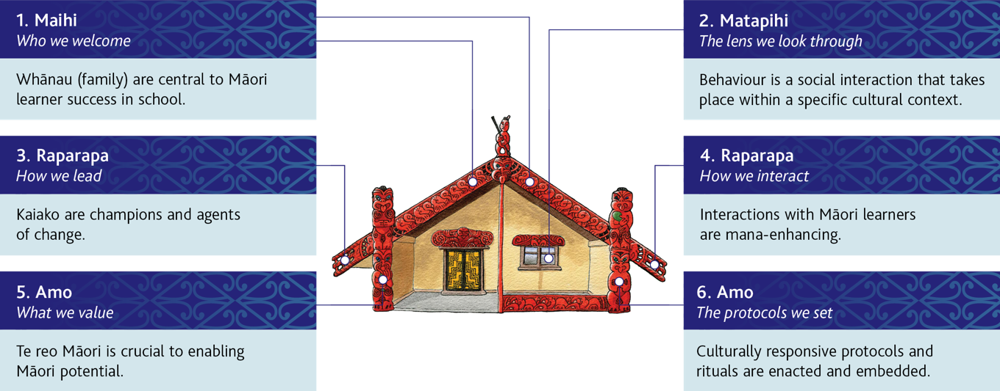 1. Maihi
Who we welcome
Whānau (family) are central to Māori
learner success in school.
2. Matapihi
The lens we look through
Behaviour is a social interaction that takes
place within a specific cultural context.
3. Raparapa
How we lead
Kaiako are champions and agents
of change.
4. Raparapa
How we interact
Interactions with Māori learners
are mana-enhancing.
5. Amo
What we value
Te reo Māori is crucial to enabling
Māori potential.
6. Amo
The protocols we set
Culturally responsive protocols and
rituals are enacted and embedded.